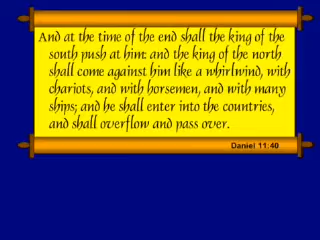 And at the time of the end shall the king of the
south push at him: and the king of the north
shall come against him like a whirlwind, with
chariots, and with horsemen, and with many
ships; and he shall enter into the countries,
and shall overflow and pass over.
Daniel 11:40